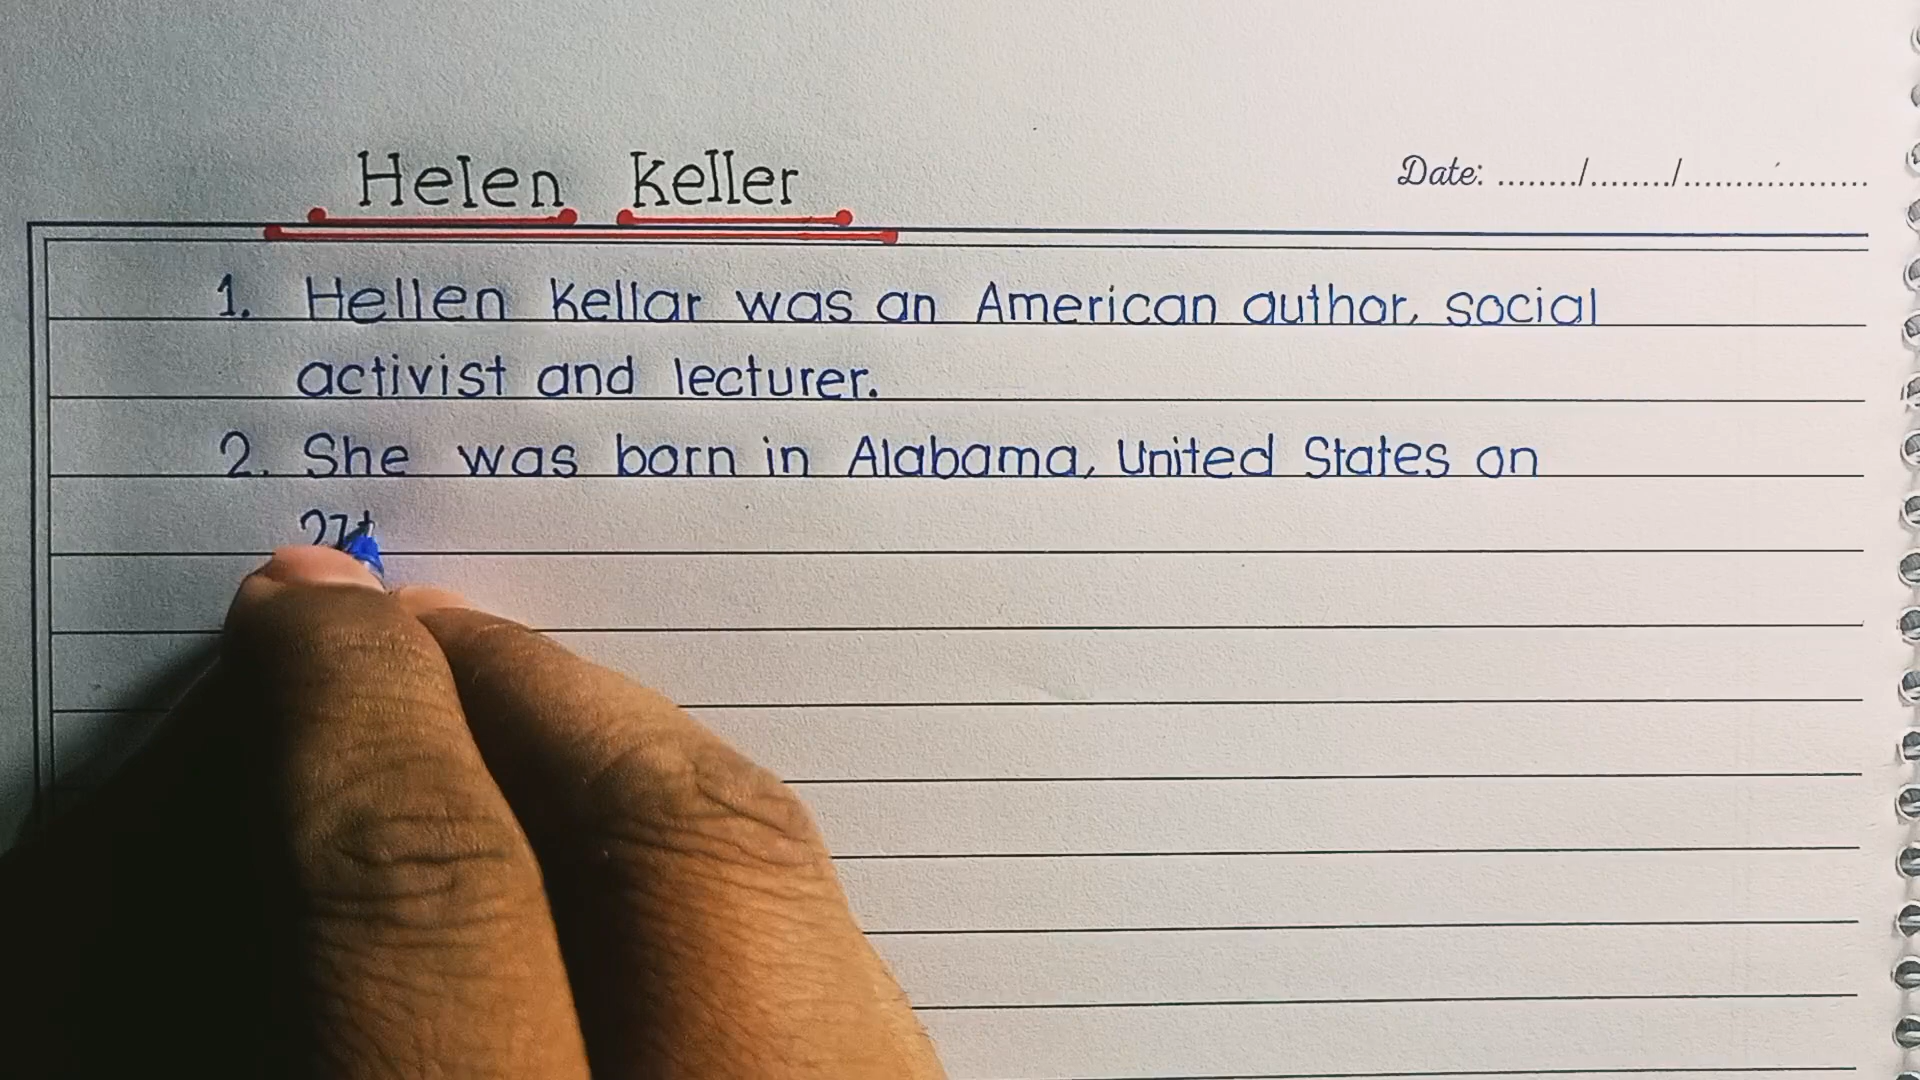 Helen Keller
Date: ......../......../...................
1. Hellen Kellar was an American author, social
activist and lecturer.
2. She was born in Alabama, United States on
27t